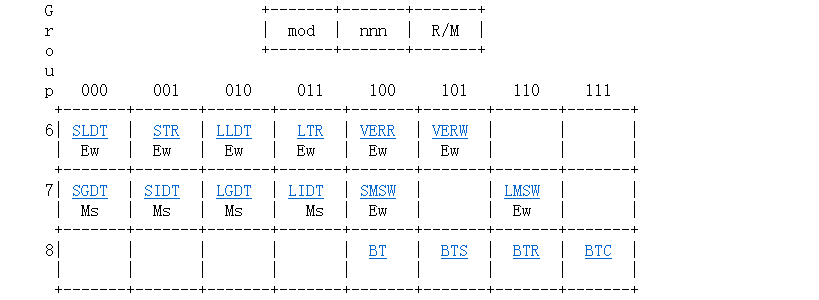 G                          +-------+-------+-------+
r                          |  mod  |  nnn  |  R/M  |
o                          +-------+-------+-------+
u
p   000     001     010     011     100     101     110     111
 +-------+-------+-------+-------+-------+-------+-------+-------+
6| SLDT  |  STR  | LLDT  |  LTR  | VERR  | VERW  |       |       |
 |  Ew   |  Ew   |  Ew   |  Ew   |  Ew   |  Ew   |       |       |
 +-------+-------+-------+-------+-------+-------+-------+-------+
7| SGDT  | SIDT  | LGDT  | LIDT  | SMSW  |       | LMSW  |       |
 |  Ms   |  Ms   |  Ms   |   Ms  |  Ew   |       |  Ew   |       |
 +-------+-------+-------+-------+-------+-------+-------+-------+
8|       |       |       |       |  BT   |  BTS  |  BTR  |  BTC  |
 |       |       |       |       |       |       |       |       |
 +-------+-------+-------+-------+-------+-------+-------+-------+